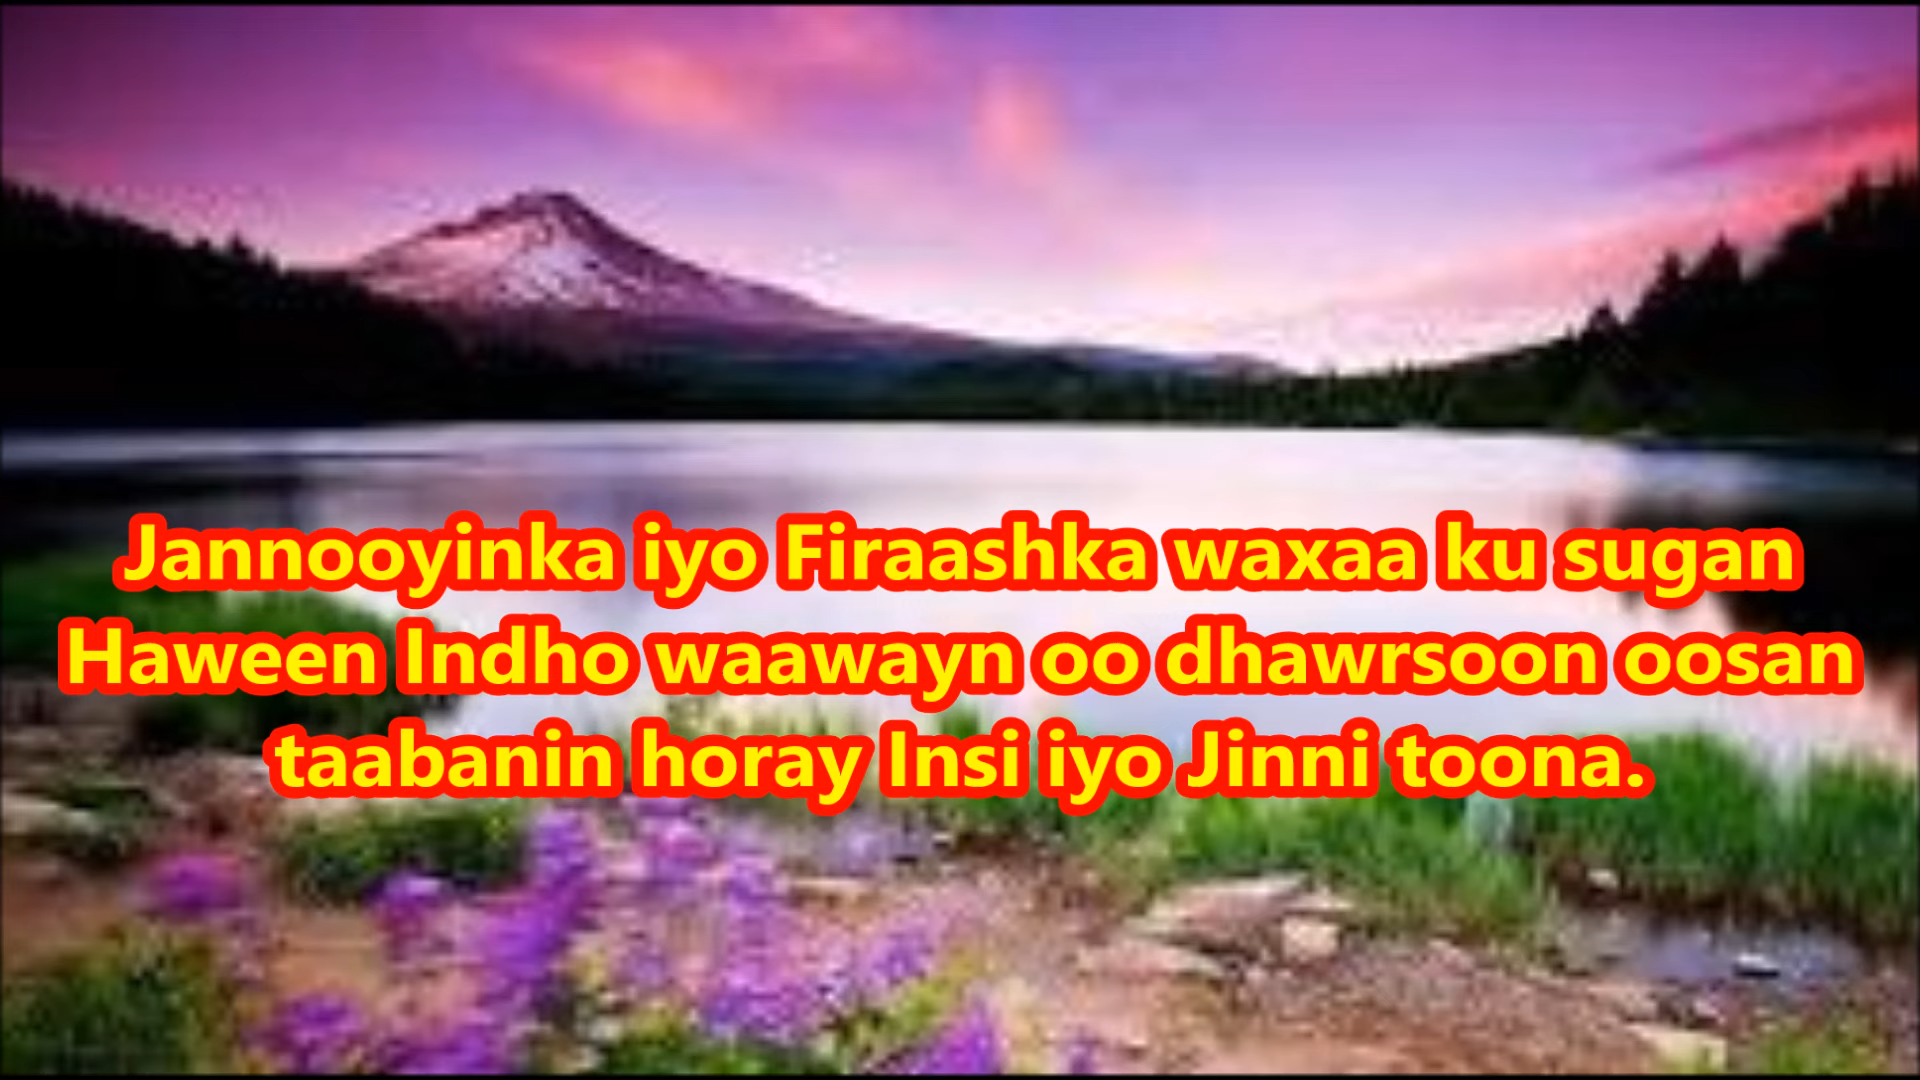 Jannooyinka iyo Firaashka waxaa ku sugan
Haween Indho waawayn oo dhawrsoon oosan
taabanin horay Insi iyo Jinni toona.